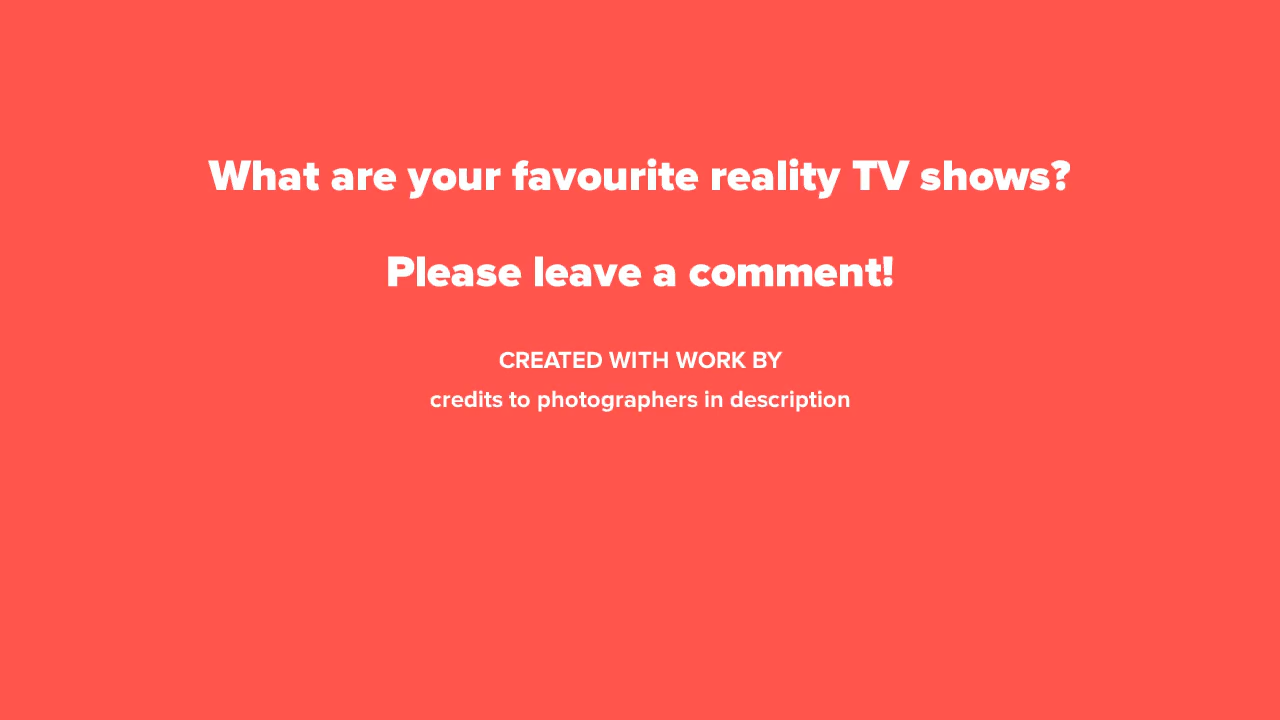 What are your favourite reality TV shows?
Please leave a comment!
CREATED WITH WORK BY
credits to photographers in description